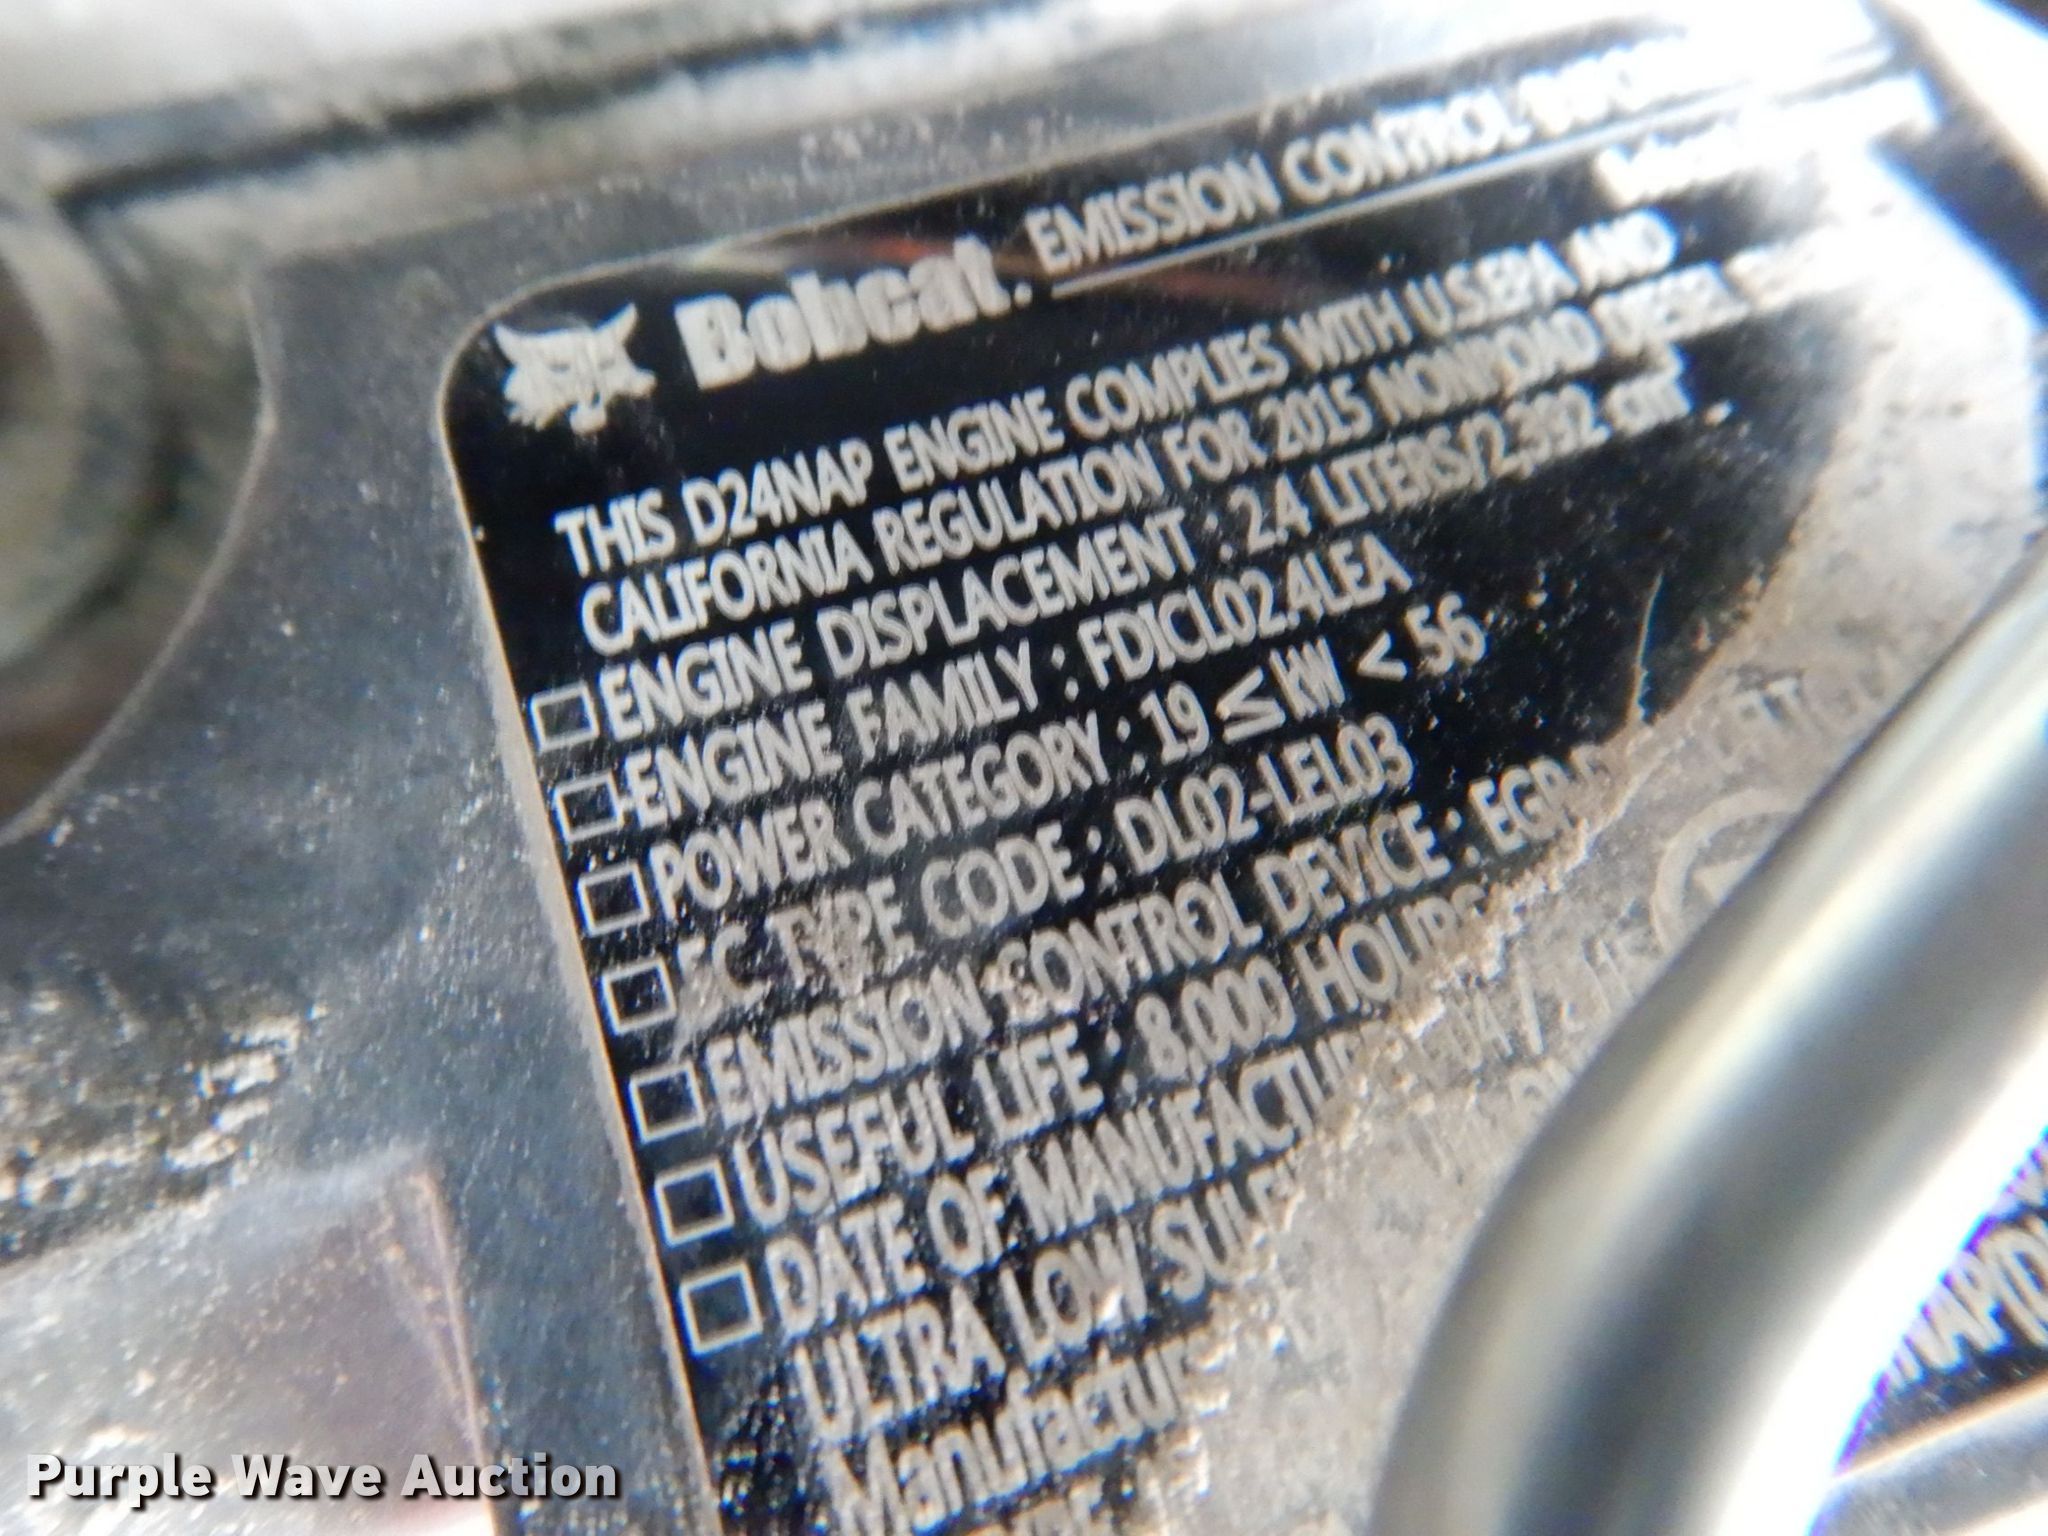 Bobcat. EMISSION CONTROL
THIS D24NAP ENGINE COMPLIES WITH U.S.EPA AND
CALIFORNIA REGULATION FOR 2015 NONROAD DIESEL
ENGINE DISPLACEMENT : 2.4 LITERS/2,392 cm³
ENGINE FAMILY : FDICL02.4LEA
POWER CATEGORY : 19 ≤ kW < 56
EC TYPE CODE : DL02-LEL03
EMISSION CONTROL DEVICE : EGR
USEFUL LIFE : 8,000 HOURS
DATE OF MANUFACTURE
ULTRA LOW
Purple Wave Auction